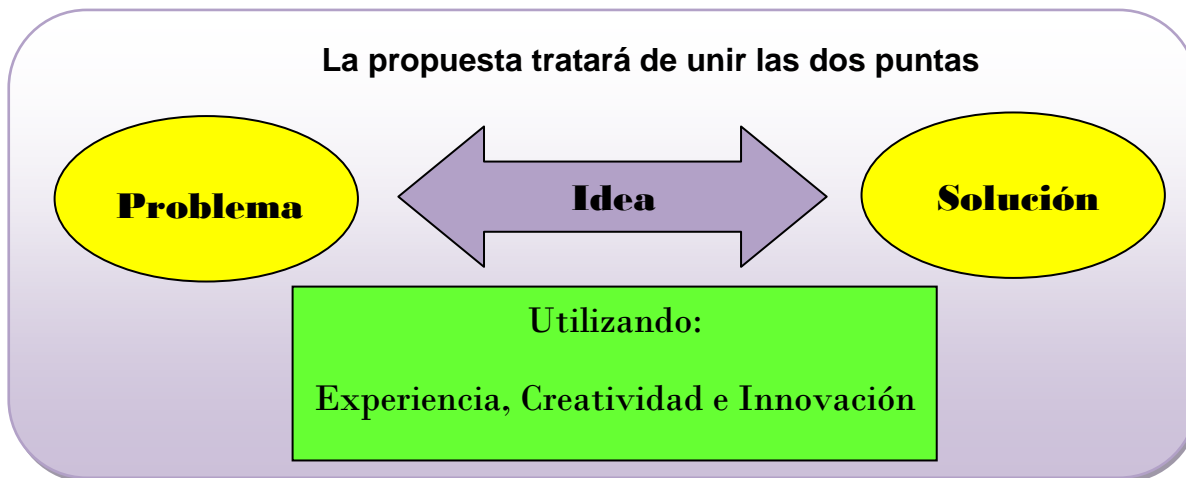 La propuesta tratará de unir las dos puntas
Problema
Idea
Solución
Utilizando:
Experiencia, Creatividad e Innovación